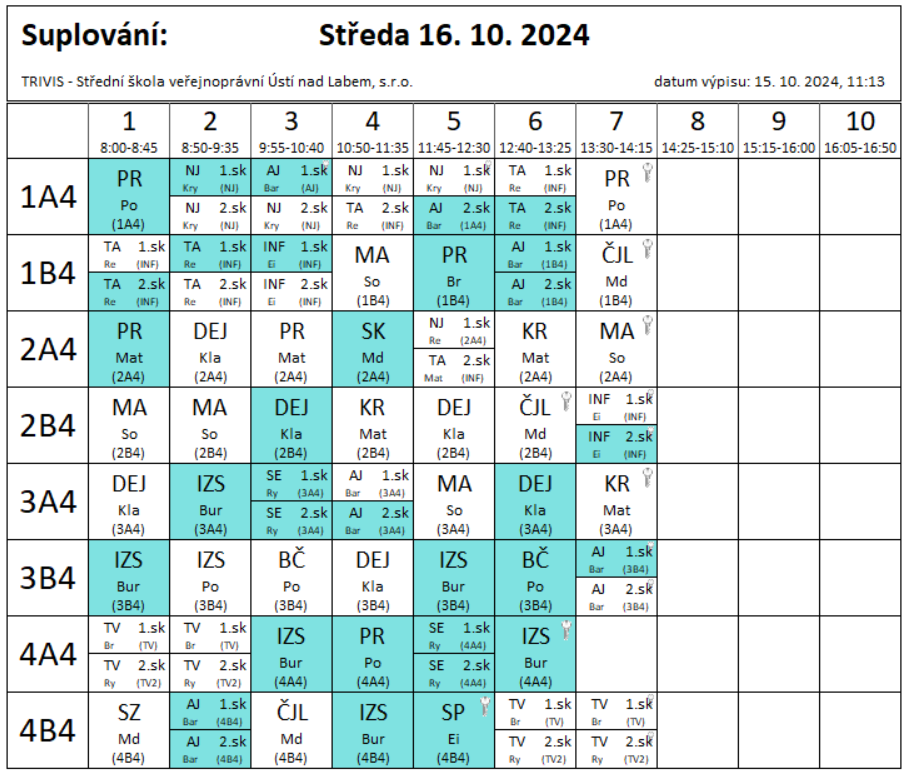 Suplování: Středa 16. 10. 2024
TRIVIS - Střední škola veřejnoprávní Ústí nad Labem, s.r.o. datum výpisu: 15. 10. 2024, 11:13
1 2 3 4 5 6 7 8 9 10
8:00-8:45 8:50-9:35 9:55-10:40 10:50-11:35 11:45-12:30 12:40-13:25 13:30-14:15 14:25-15:10 15:15-16:00 16:05-16:50
1A4
PR Po (1A4)
NJ 1.sk Kry (NJ) NJ 2.sk Kry (NJ)
AJ 1.sk Bar (AJ) NJ 2.sk Kry (NJ)
NJ 1.sk Kry (NJ) TA 2.sk Re (INF)
NJ 1.sk Kry (NJ) AJ 2.sk Bar (1A4)
TA 1.sk Re (INF) TA 2.sk Re (INF)
PR Po (1A4)
1B4
TA 1.sk Re (INF) TA 2.sk Re (INF)
TA 1.sk Re (INF) TA 2.sk Re (INF)
INF 1.sk Ei (INF) INF 2.sk Ei (INF)
MA So (1B4)
PR Br (1B4)
AJ 1.sk Bar (1B4) AJ 2.sk Bar (1B4)
ČJL Md (1B4)
2A4
PR Mat (2A4)
DEJ Kla (2A4)
PR Mat (2A4)
SK Md (2A4)
NJ 1.sk Re (2A4) TA 2.sk Mat (INF)
KR Mat (2A4)
MA So (2A4)
2B4
MA So (2B4)
MA So (2B4)
DEJ Kla (2B4)
KR Mat (2B4)
DEJ Kla (2B4)
ČJL Md (2B4)
INF 1.sk Ei (INF) INF 2.sk Ei (INF)
3A4
DEJ Kla (3A4)
IZS Bur (3A4)
SE 1.sk Ry (3A4) SE 2.sk Ry (3A4)
AJ 1.sk Bar (3A4) AJ 2.sk Bar (3A4)
MA So (3A4)
DEJ Kla (3A4)
KR Mat (3A4)
3B4
IZS Bur (3B4)
IZS Po (3B4)
BČ Po (3B4)
DEJ Kla (3B4)
IZS Bur (3B4)
BČ Po (3B4)
AJ 1.sk Bar (3B4) AJ 2.sk Bar (3B4)
4A4
TV 1.sk Br (TV) TV 2.sk Ry (TV2)
TV 1.sk Br (TV) TV 2.sk Ry (TV2)
IZS Bur (4A4)
PR Po (4A4)
SE 1.sk Ry (4A4) SE 2.sk Ry (4A4)
IZS Bur (4A4)
4B4
SZ Md (4B4)
AJ 1.sk Bar (4B4) AJ 2.sk Bar (4B4)
ČJL Md (4B4)
IZS Bur (4B4)
SP Ei (4B4)
TV 1.sk Br (TV) TV 2.sk Ry (TV2)
TV 1.sk Br (TV) TV 2.sk Ry (TV2)